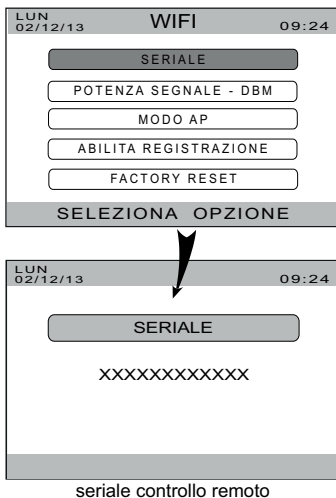 LUN
02/12/13 WIFI 09:24
SERIALE
POTENZA SEGNALE - DBM
MODO AP
ABILITA REGISTRAZIONE
FACTORY RESET
SELEZIONA OPZIONE
LUN
02/12/13 09:24
SERIALE
XXXXXXXXXXXX
seriale controllo remoto